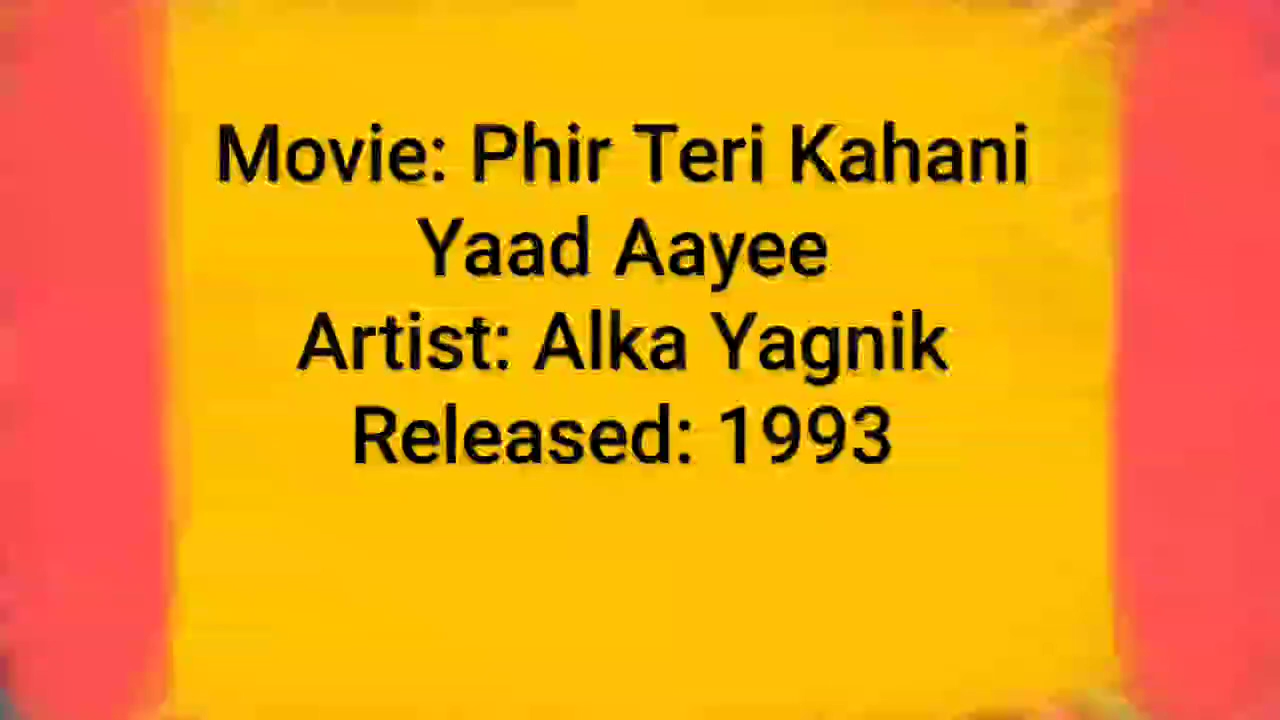 Movie: Phir Teri Kahani
Yaad Aayee
Artist: Alka Yagnik
Released: 1993